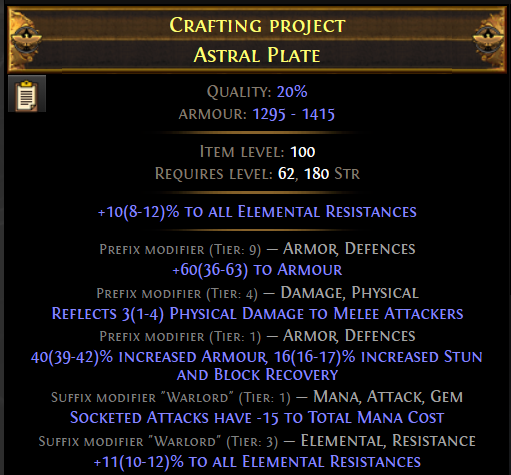 Crafting project
Astral Plate
Quality: 20%
Armour: 1295 - 1415
Item level: 100
Requires level: 62, 180 Str
+10(8-12)% to all Elemental Resistances
Prefix modifier (Tier: 9) — Armor, Defences
+60(36-63) to Armour
Prefix modifier (Tier: 4) — Damage, Physical
Reflects 3(1-4) Physical Damage to Melee Attackers
Prefix modifier (Tier: 1) — Armor, Defences
40(39-42)% increased Armour, 16(16-17)% increased Stun
and Block Recovery
Suffix modifier "Warlord" (Tier: 1) — Mana, Attack, Gem
Socketed Attacks have -15 to Total Mana Cost
Suffix modifier "Warlord" (Tier: 3) — Elemental, Resistance
+11(10-12)% to all Elemental Resistances